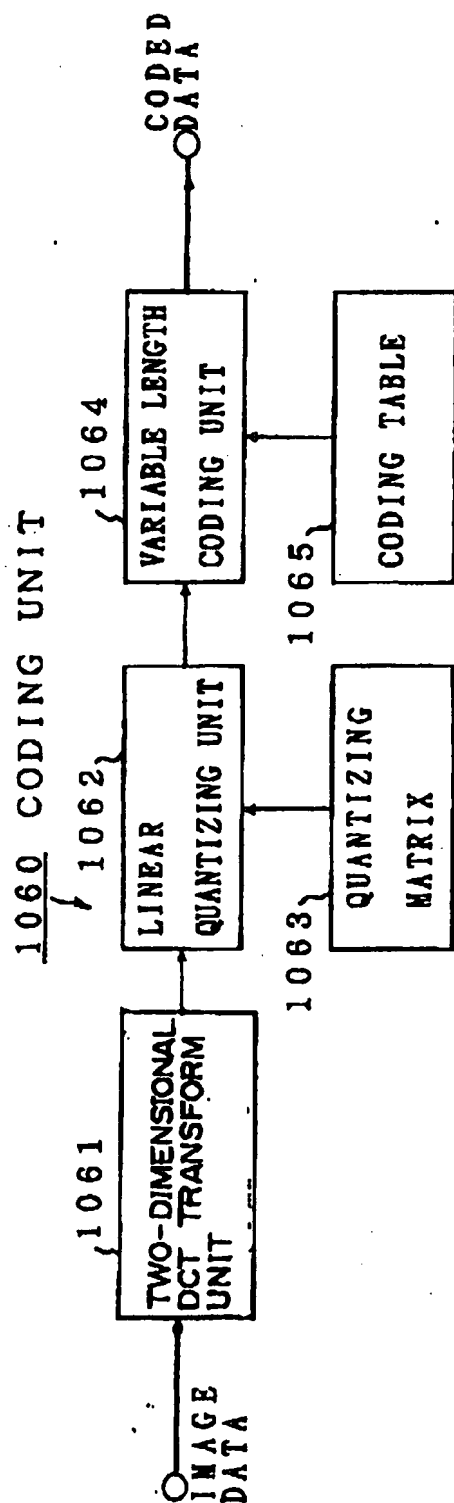 1060 CODING UNIT
IMAGE
DATA
1061
TWO-DIMENSIONAL
DCT TRANSFORM
UNIT
1062
LINEAR
QUANTIZING UNIT
1063
QUANTIZING
MATRIX
1064
VARIABLE LENGTH
CODING UNIT
1065
CODING TABLE
CODED
DATA